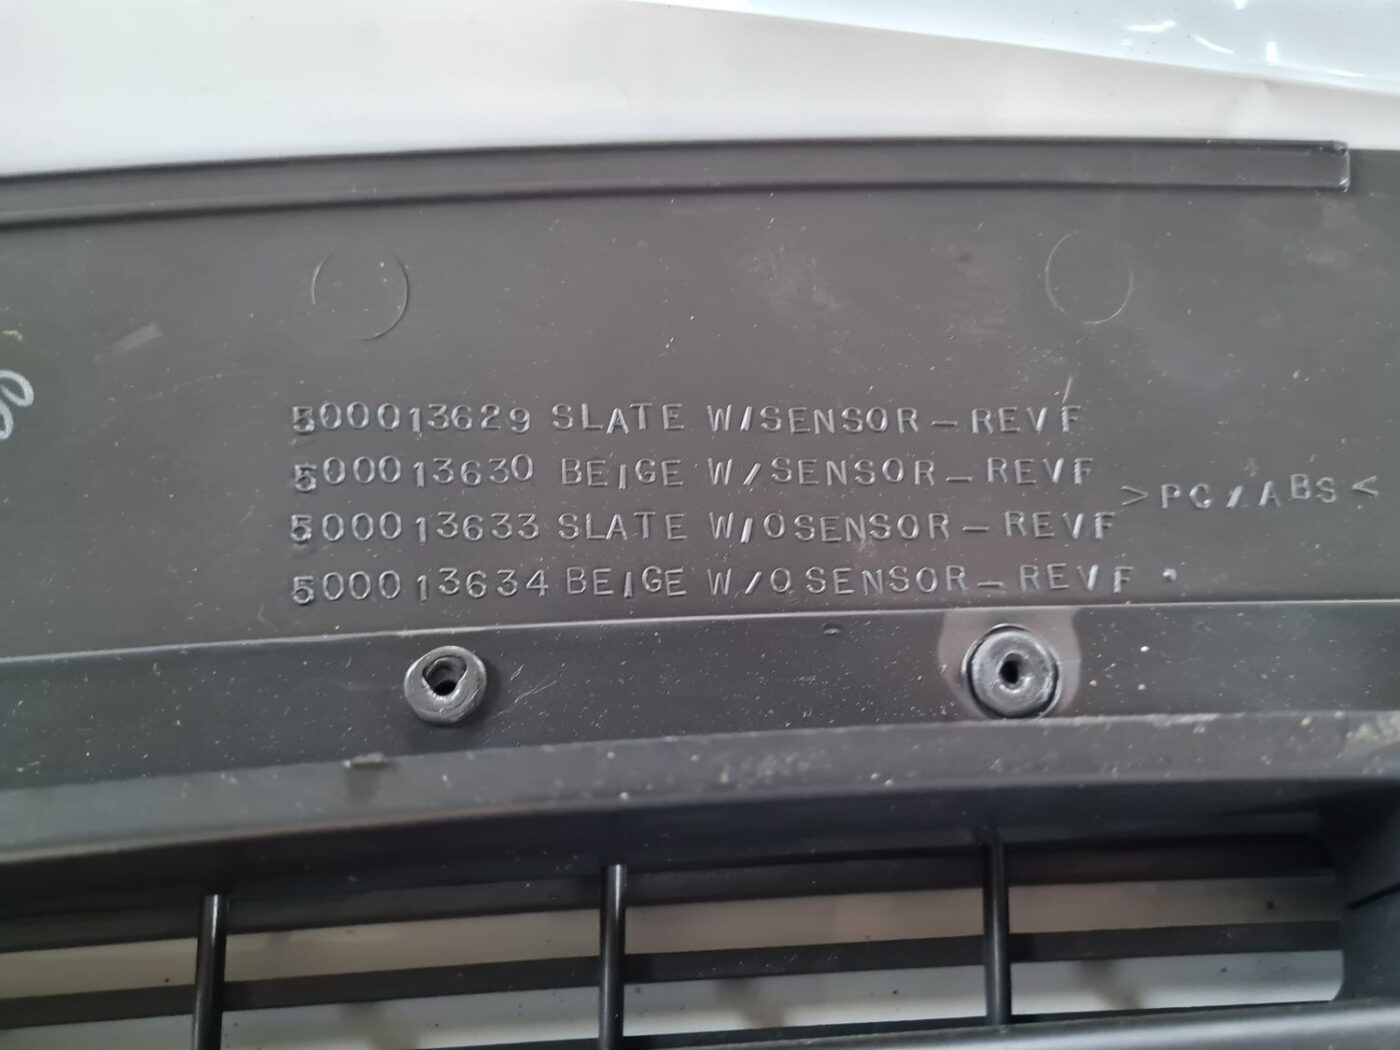 500013629 SLATE W/SENSOR-REVF
500013630 BEIGE W/SENSOR-REVF
500013633 SLATE W/OSENSOR-REVF
500013634 BEIGE W/OSENSOR-REVF
>PC/ABS<